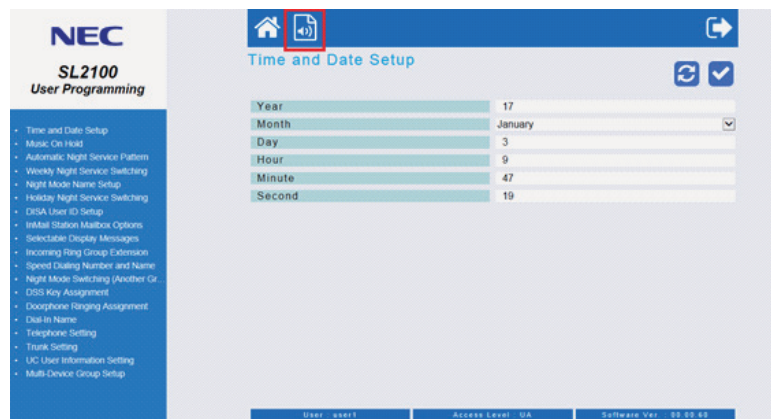 NEC
SL2100
User Programming
Time and Date Setup
Music On Hold
Automatic Night Service Pattern
Weekly Night Service Switching
Night Mode Name Setup
Holiday Night Service Switching
DISA User ID Setup
InMail Station Mailbox Options
Selectable Display Messages
Incoming Ring Group Extension
Speed Dialing Number and Name
Night Mode Switching (Another Gr...
DSS Key Assignment
Doorphone Ringing Assignment
Dial-In Name
Telephone Setting
Trunk Setting
UC User Information Setting
Multi-Device Group Setup
Time and Date Setup
Year 17
Month January
Day 3
Hour 9
Minute 47
Second 19
User : user1 Access Level : UA Software Ver. : 00.00.60